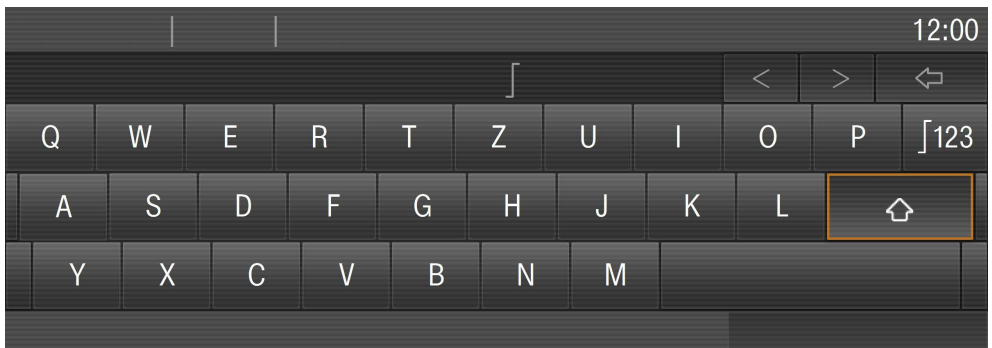 12:00
< >
Q W E R T Z U I O P 123
A S D F G H J K L
Y X C V B N M